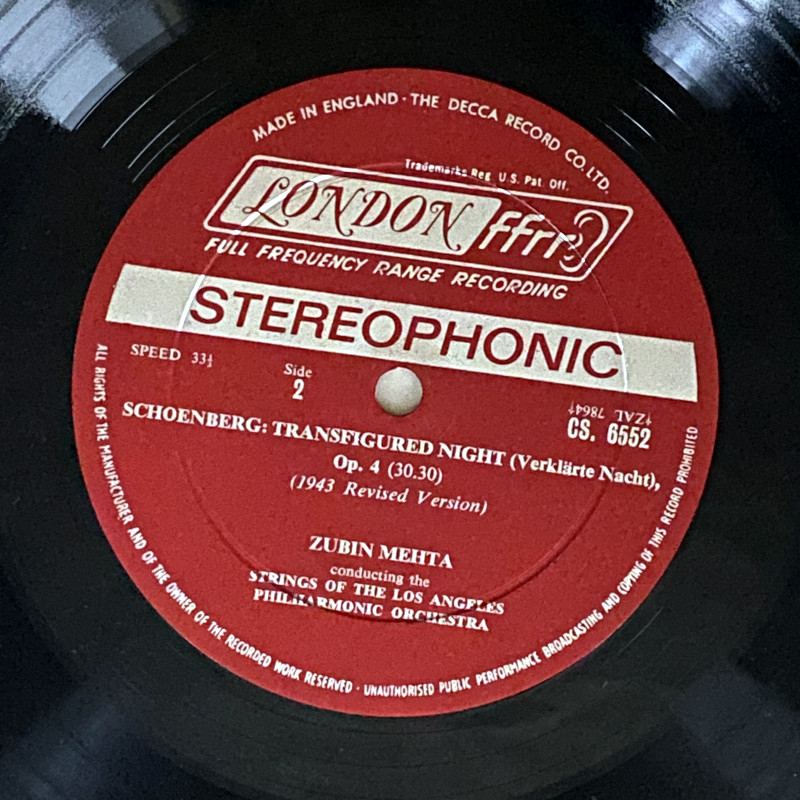 MADE IN ENGLAND · THE DECCA RECORD CO. LTD.
Trademarks Reg. U.S. Pat. Off.
LONDON ffrr
FULL FREQUENCY RANGE RECORDING
STEREOPHONIC
SPEED 33⅓
Side
2
↓ZAL 7864↓
CS. 6552
SCHOENBERG: TRANSFIGURED NIGHT (Verklärte Nacht),
Op. 4 (30.30)
(1943 Revised Version)
ZUBIN MEHTA
conducting the
STRINGS OF THE LOS ANGELES
PHILHARMONIC ORCHESTRA
ALL RIGHTS OF THE MANUFACTURER AND OF THE OWNER OF THE RECORDED WORK RESERVED · UNAUTHORISED PUBLIC PERFORMANCE BROADCASTING AND COPYING OF THIS RECORD PROHIBITED